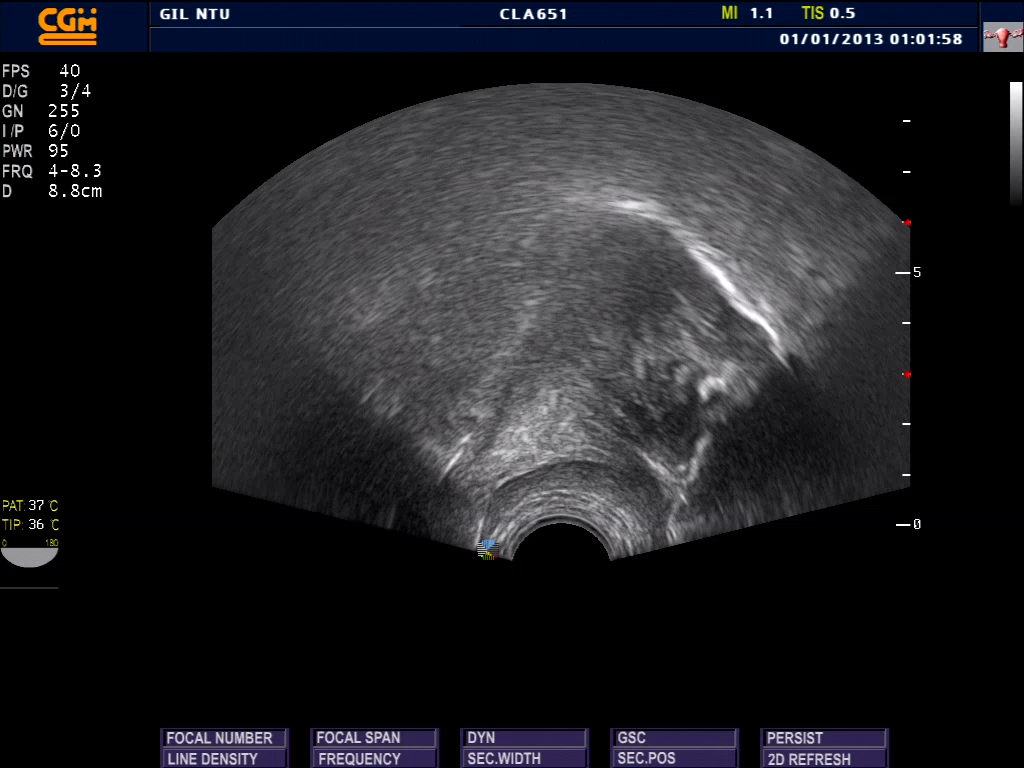 CGM
GIL NTU CLA651 MI 1.1 TIS 0.5
01/01/2013 01:01:58
FPS 40
D/G 3/4
GN 255
I/P 6/0
PWR 95
FRQ 4-8.3
D 8.8cm
5
PAT: 37 °C
TIP: 36 °C
0 180
0
FOCAL NUMBER FOCAL SPAN DYN GSC PERSIST
LINE DENSITY FREQUENCY SEC.WIDTH SEC.POS 2D REFRESH